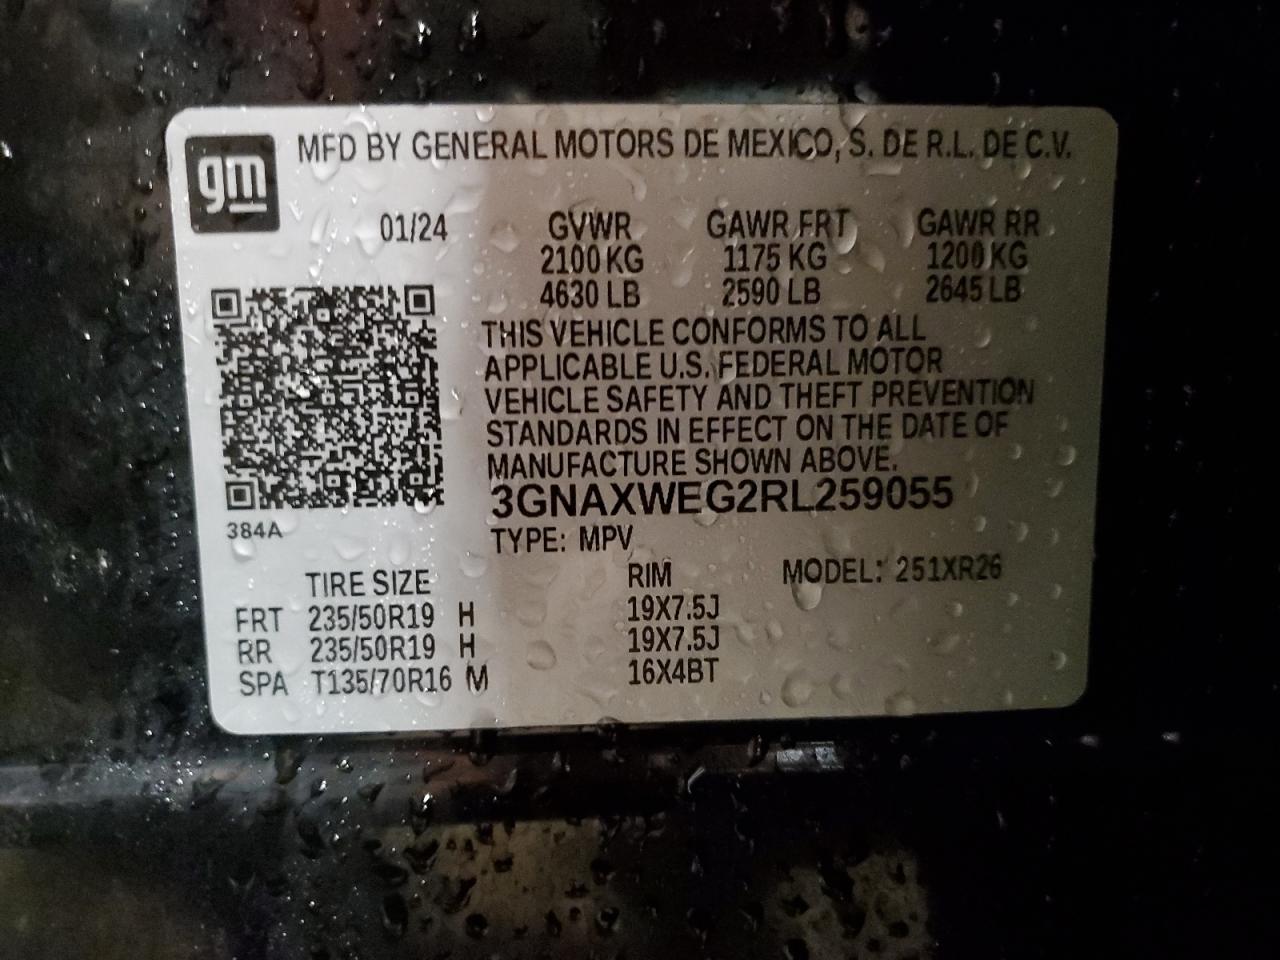 gm
MFD BY GENERAL MOTORS DE MEXICO, S. DE R.L. DE C.V.
01/24 GVWR GAWR FRT GAWR RR
2100 KG 1175 KG 1200 KG
4630 LB 2590 LB 2645 LB
THIS VEHICLE CONFORMS TO ALL
APPLICABLE U.S. FEDERAL MOTOR
VEHICLE SAFETY AND THEFT PREVENTION
STANDARDS IN EFFECT ON THE DATE OF
MANUFACTURE SHOWN ABOVE.
3GNAXWEG2RL259055
384A
TYPE: MPV
TIRE SIZE RIM MODEL: 251XR26
FRT 235/50R19 H 19X7.5J
RR 235/50R19 H 19X7.5J
SPA T135/70R16 M 16X4BT